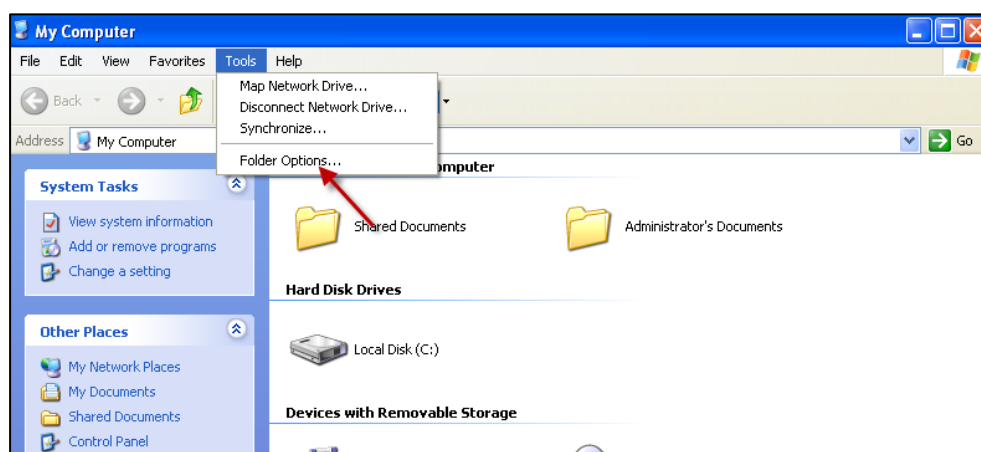 My Computer
File Edit View Favorites Tools Help
Map Network Drive...
Back
Disconnect Network Drive...
Synchronize...
Address My Computer Go
Folder Options...
System Tasks
View system information
Add or remove programs
Change a setting
Shared Documents Administrator's Documents
Hard Disk Drives
Other Places
Local Disk (C:)
My Network Places
My Documents
Shared Documents
Control Panel
Devices with Removable Storage